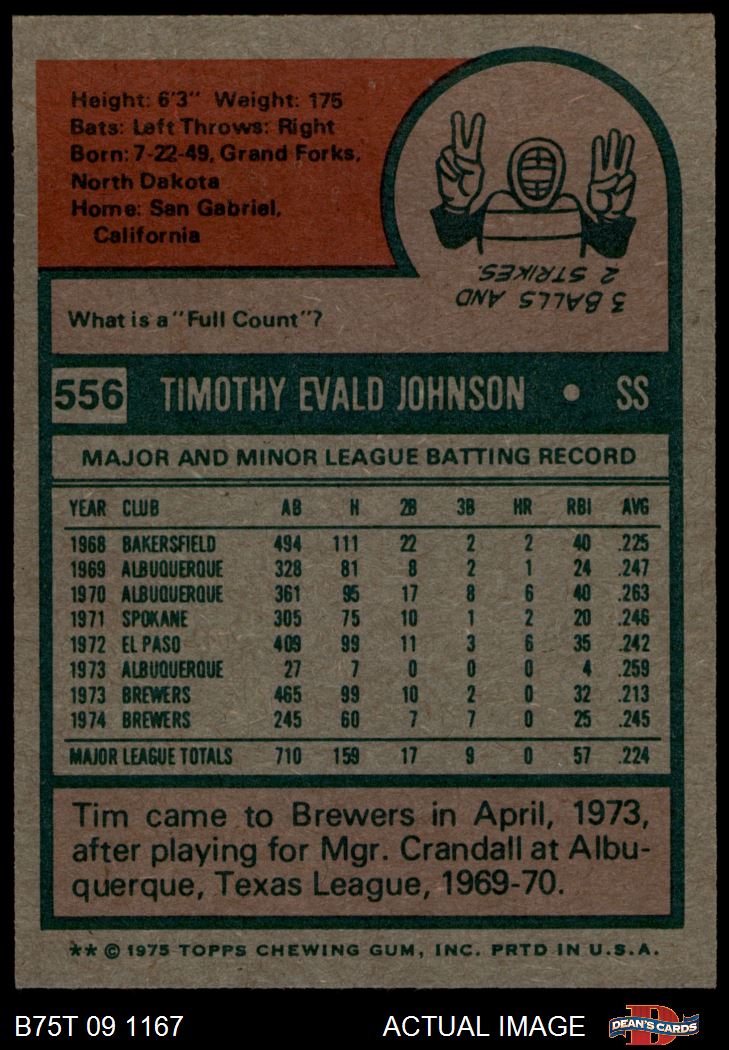 Height: 6'3" Weight: 175
Bats: Left Throws: Right
Born: 7-22-49, Grand Forks,
North Dakota
Home: San Gabriel,
California
3 BALLS AND
2 STRIKES.
What is a "Full Count"?
556 TIMOTHY EVALD JOHNSON • SS
MAJOR AND MINOR LEAGUE BATTING RECORD
YEAR CLUB AB H 2B 3B HR RBI AVG
1968 BAKERSFIELD 494 111 22 2 2 40 .225
1969 ALBUQUERQUE 328 81 8 2 1 24 .247
1970 ALBUQUERQUE 361 95 17 8 6 40 .263
1971 SPOKANE 305 75 10 1 2 20 .246
1972 EL PASO 409 99 11 3 6 35 .242
1973 ALBUQUERQUE 27 7 0 0 0 4 .259
1973 BREWERS 465 99 10 2 0 32 .213
1974 BREWERS 245 60 7 7 0 25 .245
MAJOR LEAGUE TOTALS 710 159 17 9 0 57 .224
Tim came to Brewers in April, 1973,
after playing for Mgr. Crandall at Albu-
querque, Texas League, 1969-70.
** © 1975 TOPPS CHEWING GUM, INC. PRTD IN U.S.A.
B75T 09 1167 ACTUAL IMAGE D DEAN'S CARDS